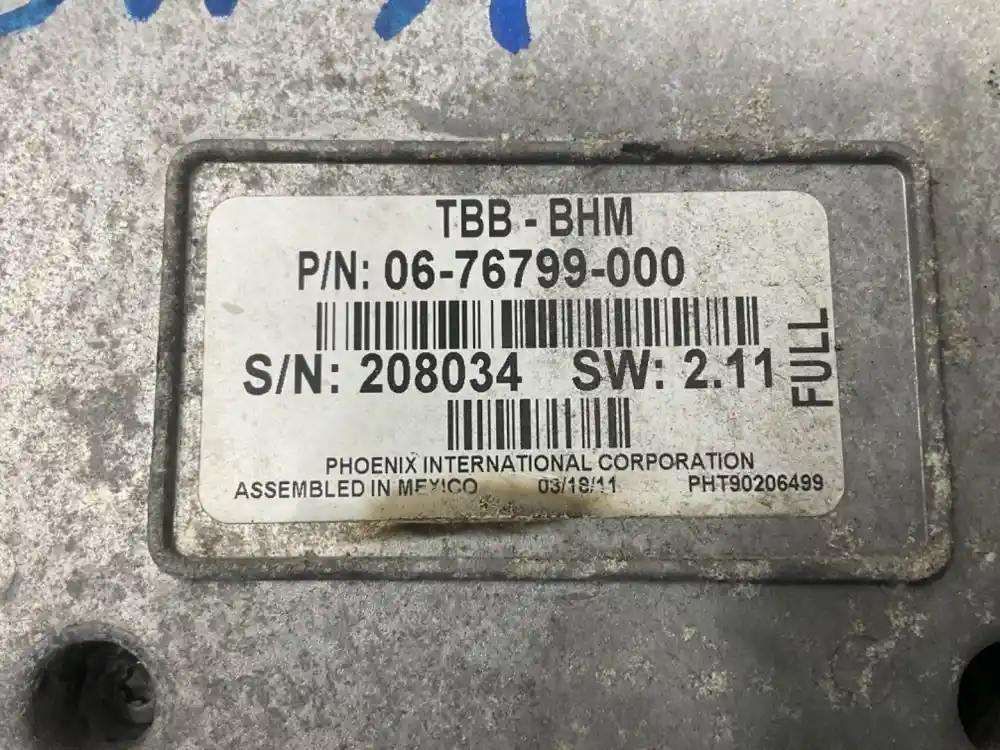 TBB - BHM
P/N: 06-76799-000
S/N: 208034 SW: 2.11
FULL
PHOENIX INTERNATIONAL CORPORATION
ASSEMBLED IN MEXICO 03/18/11 PHT90206499